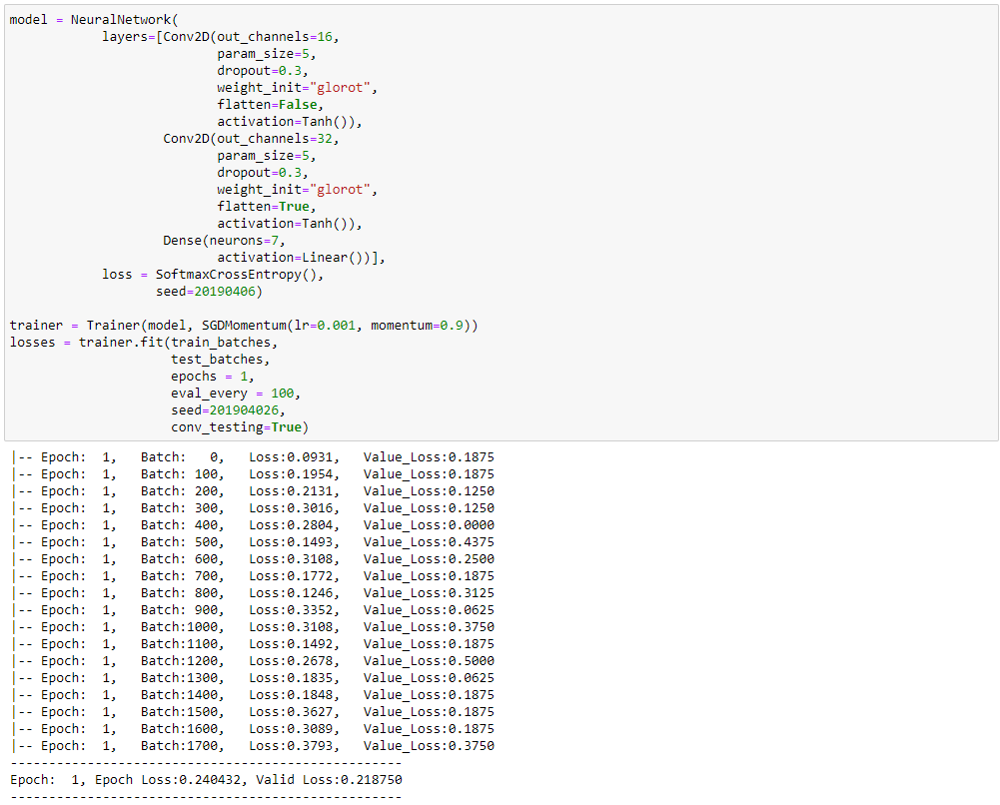 model = NeuralNetwork(
            layers=[Conv2D(out_channels=16,
                           param_size=5,
                           dropout=0.3,
                           weight_init="glorot",
                           flatten=False,
                           activation=Tanh()),
                    Conv2D(out_channels=32,
                           param_size=5,
                           dropout=0.3,
                           weight_init="glorot",
                           flatten=True,
                           activation=Tanh()),
                    Dense(neurons=7,
                           activation=Linear())],
            loss = SoftmaxCrossEntropy(),
                   seed=20190406)

trainer = Trainer(model, SGDMomentum(lr=0.001, momentum=0.9))
losses = trainer.fit(train_batches,
                     test_batches,
                     epochs = 1,
                     eval_every = 100,
                     seed=201904026,
                     conv_testing=True)
|-- Epoch:  1,   Batch:   0,   Loss:0.0931,   Value_Loss:0.1875
|-- Epoch:  1,   Batch: 100,   Loss:0.1954,   Value_Loss:0.1875
|-- Epoch:  1,   Batch: 200,   Loss:0.2131,   Value_Loss:0.1250
|-- Epoch:  1,   Batch: 300,   Loss:0.3016,   Value_Loss:0.1250
|-- Epoch:  1,   Batch: 400,   Loss:0.2804,   Value_Loss:0.0000
|-- Epoch:  1,   Batch: 500,   Loss:0.1493,   Value_Loss:0.4375
|-- Epoch:  1,   Batch: 600,   Loss:0.3108,   Value_Loss:0.2500
|-- Epoch:  1,   Batch: 700,   Loss:0.1772,   Value_Loss:0.1875
|-- Epoch:  1,   Batch: 800,   Loss:0.1246,   Value_Loss:0.3125
|-- Epoch:  1,   Batch: 900,   Loss:0.3352,   Value_Loss:0.0625
|-- Epoch:  1,   Batch:1000,   Loss:0.3108,   Value_Loss:0.3750
|-- Epoch:  1,   Batch:1100,   Loss:0.1492,   Value_Loss:0.1875
|-- Epoch:  1,   Batch:1200,   Loss:0.2678,   Value_Loss:0.5000
|-- Epoch:  1,   Batch:1300,   Loss:0.1835,   Value_Loss:0.0625
|-- Epoch:  1,   Batch:1400,   Loss:0.1848,   Value_Loss:0.1875
|-- Epoch:  1,   Batch:1500,   Loss:0.3627,   Value_Loss:0.1875
|-- Epoch:  1,   Batch:1600,   Loss:0.3089,   Value_Loss:0.1875
|-- Epoch:  1,   Batch:1700,   Loss:0.3793,   Value_Loss:0.3750
---------------------------------------------------
Epoch:  1, Epoch Loss:0.240432, Valid Loss:0.218750
---------------------------------------------------